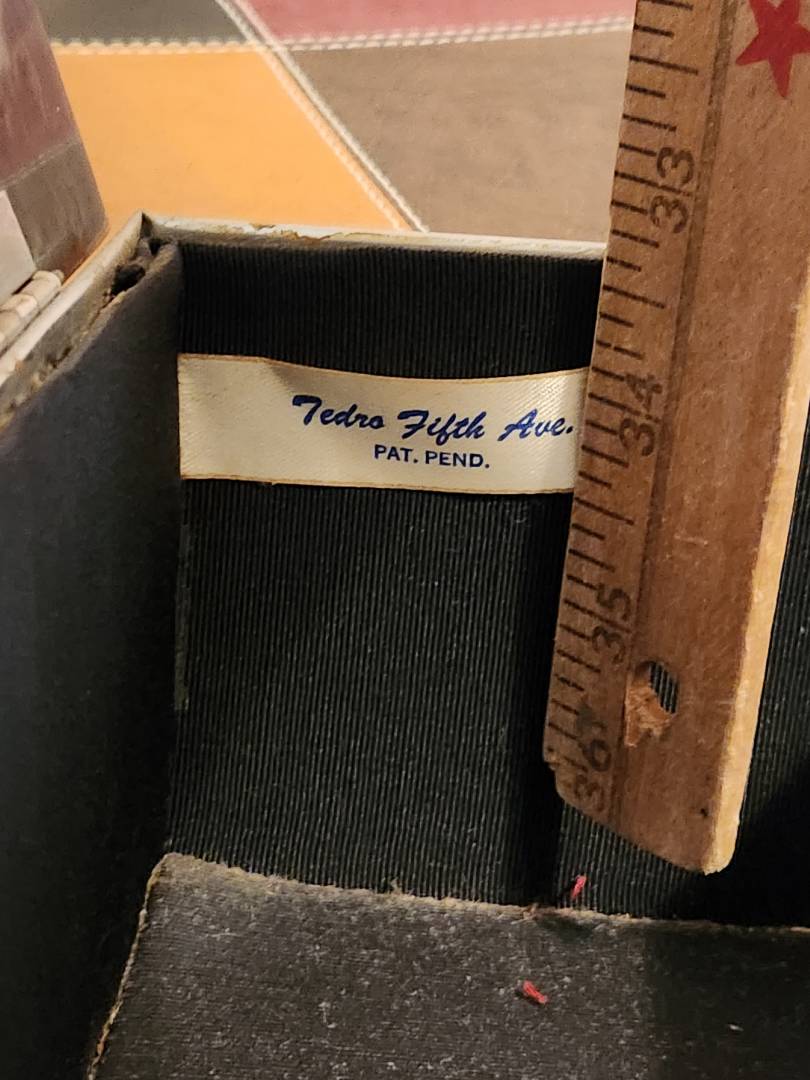 Tedro Fifth Ave.
PAT. PEND.
33
34
35
36